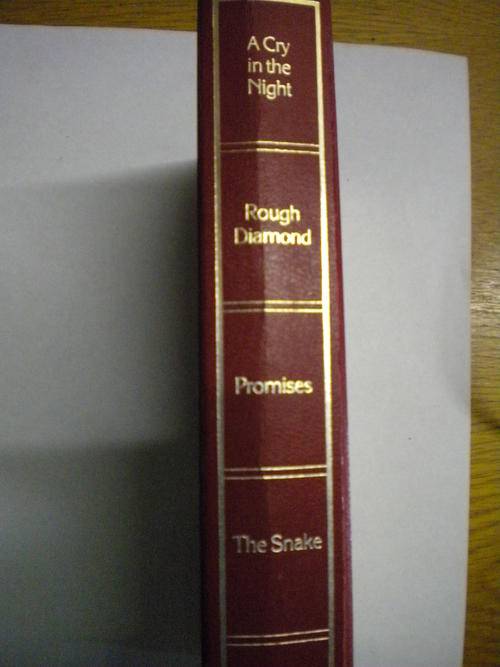 A Cry
in the
Night
Rough
Diamond
Promises
The Snake